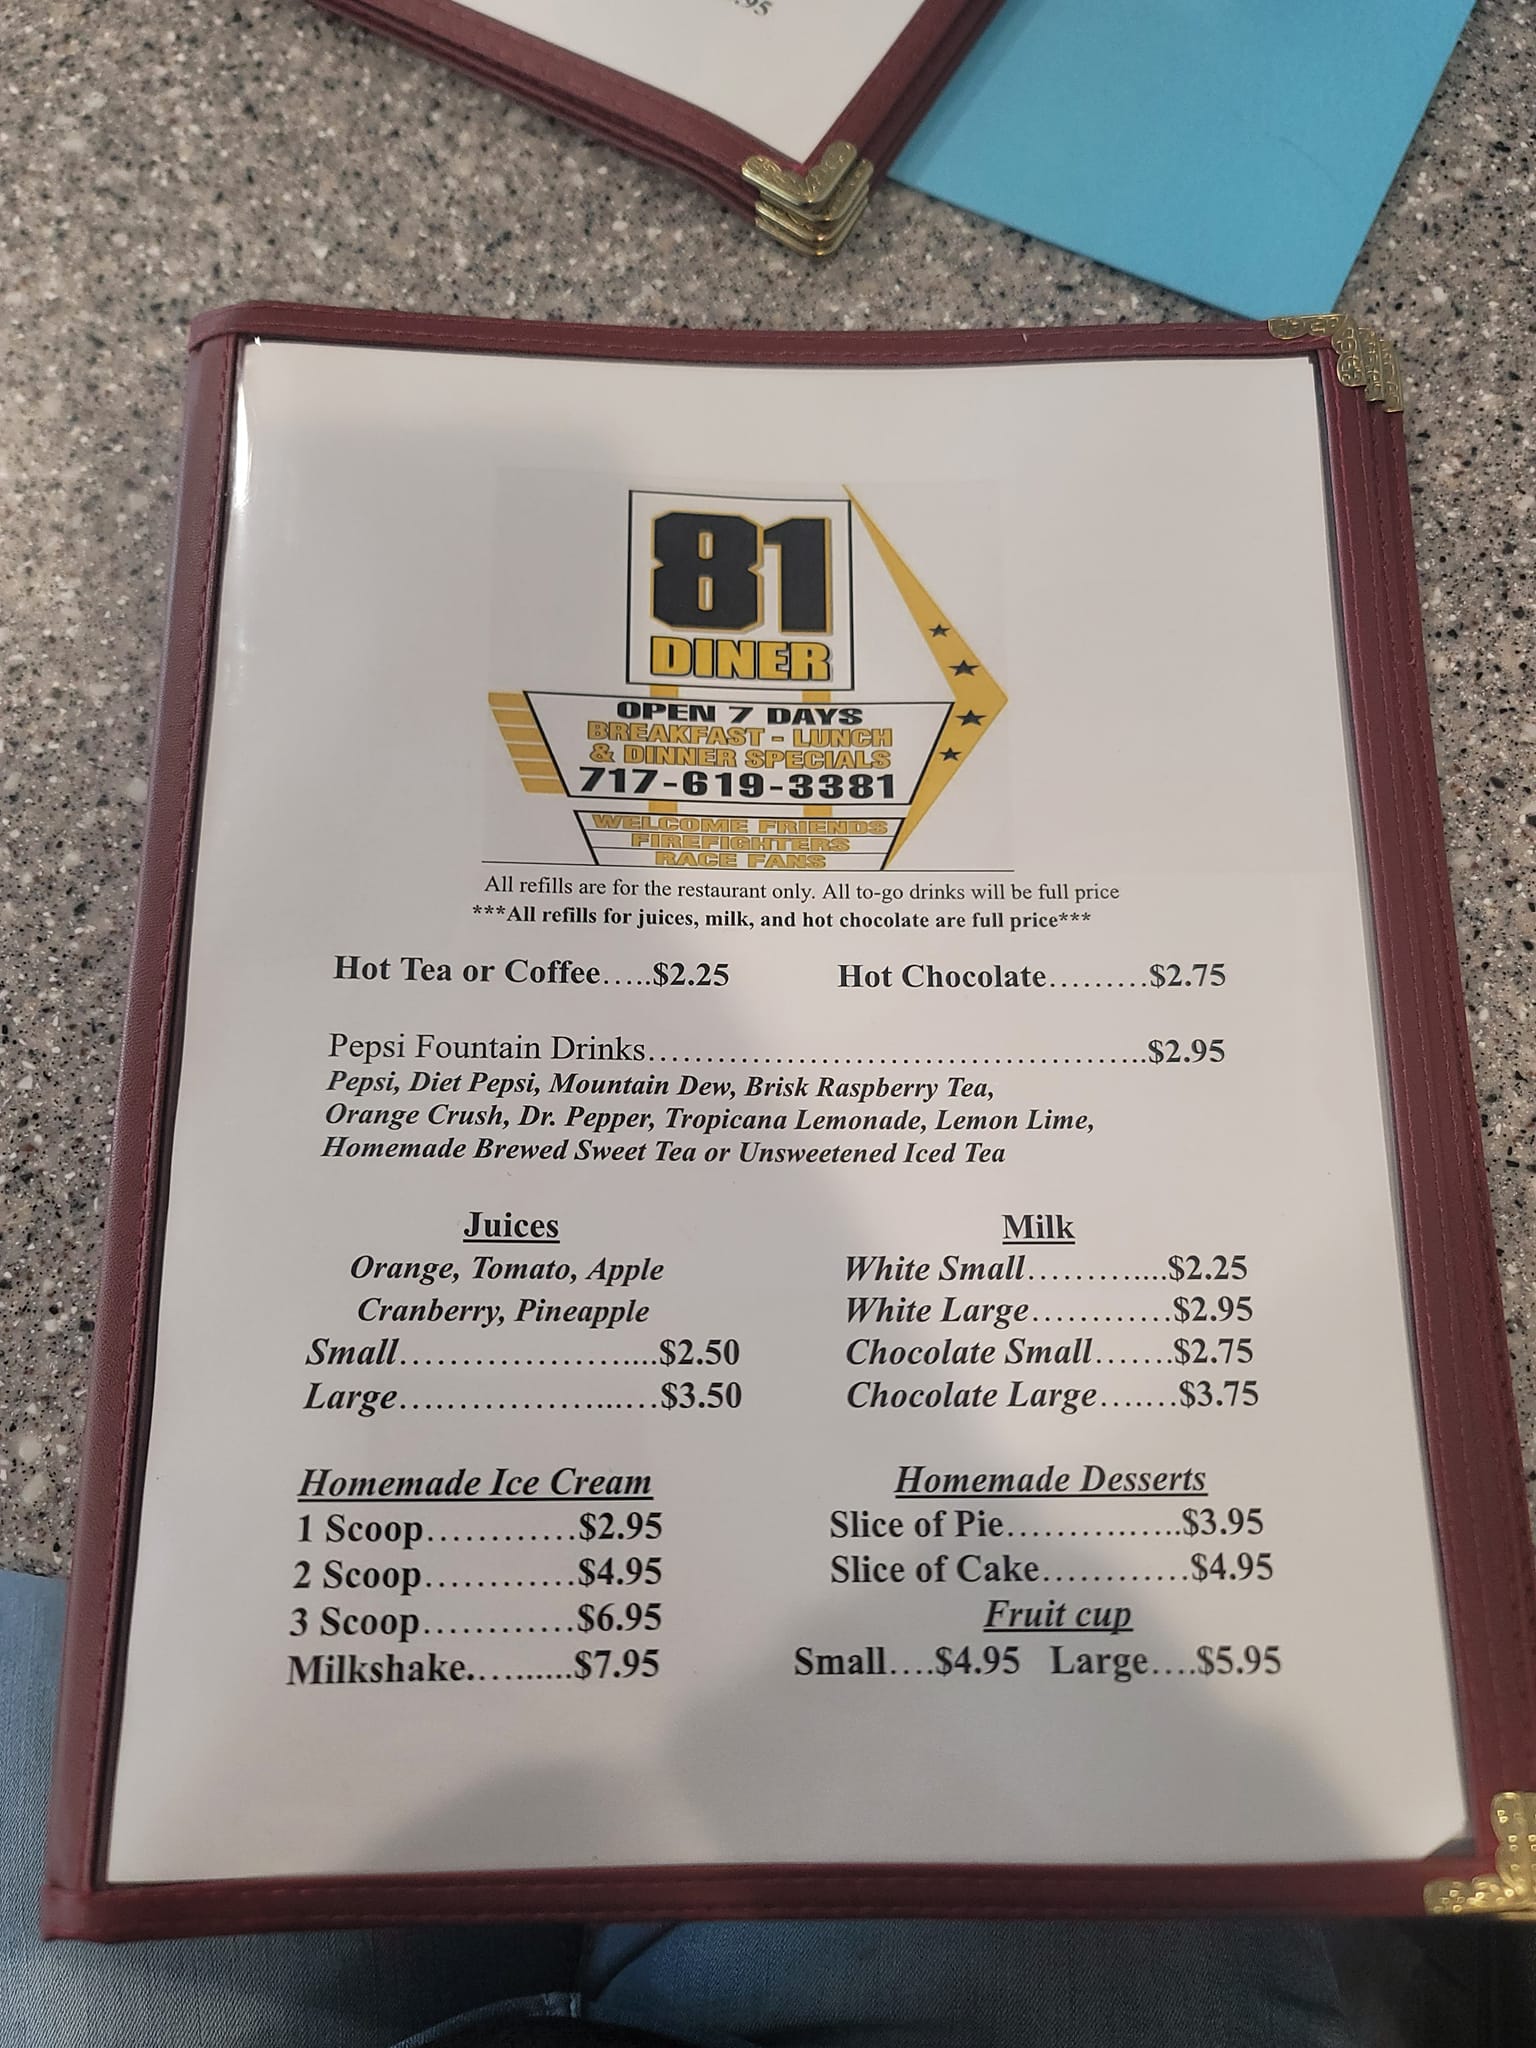 .95
81
DINER
OPEN 7 DAYS
BREAKFAST - LUNCH
& DINNER SPECIALS
717-619-3381
WELCOME FRIENDS
FIREFIGHTERS
RACE FANS
All refills are for the restaurant only. All to-go drinks will be full price
***All refills for juices, milk, and hot chocolate are full price***
Hot Tea or Coffee.....$2.25 Hot Chocolate.........$2.75
Pepsi Fountain Drinks............................................$2.95
Pepsi, Diet Pepsi, Mountain Dew, Brisk Raspberry Tea,
Orange Crush, Dr. Pepper, Tropicana Lemonade, Lemon Lime,
Homemade Brewed Sweet Tea or Unsweetened Iced Tea
Juices
Orange, Tomato, Apple
Cranberry, Pineapple
Small.........................$2.50
Large.........................$3.50
Milk
White Small..............$2.25
White Large.............$2.95
Chocolate Small.......$2.75
Chocolate Large.......$3.75
Homemade Ice Cream
1 Scoop............$2.95
2 Scoop............$4.95
3 Scoop............$6.95
Milkshake..........$7.95
Homemade Desserts
Slice of Pie...............$3.95
Slice of Cake............$4.95
Fruit cup
Small....$4.95 Large....$5.95